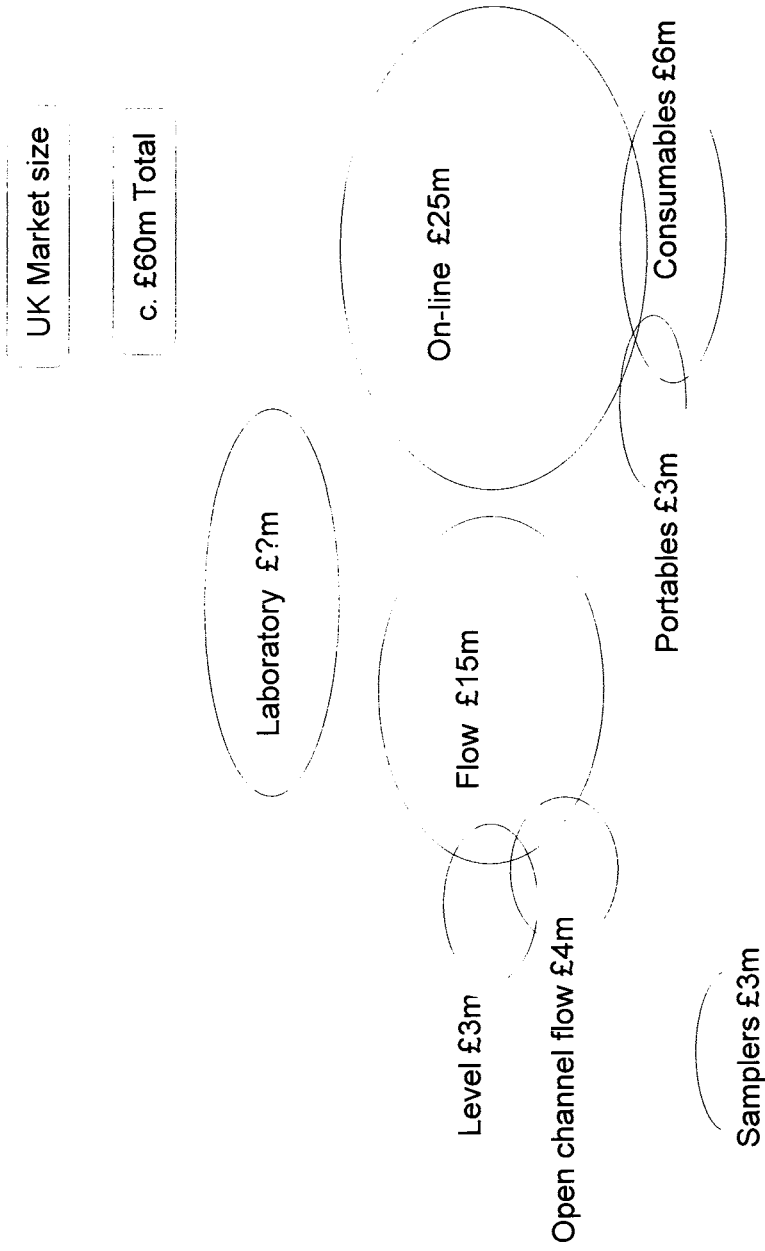 UK Market size
c. £60m Total
Laboratory £?m
On-line £25m
Flow £15m
Level £3m
Open channel flow £4m
Consumables £6m
Portables £3m
Samplers £3m